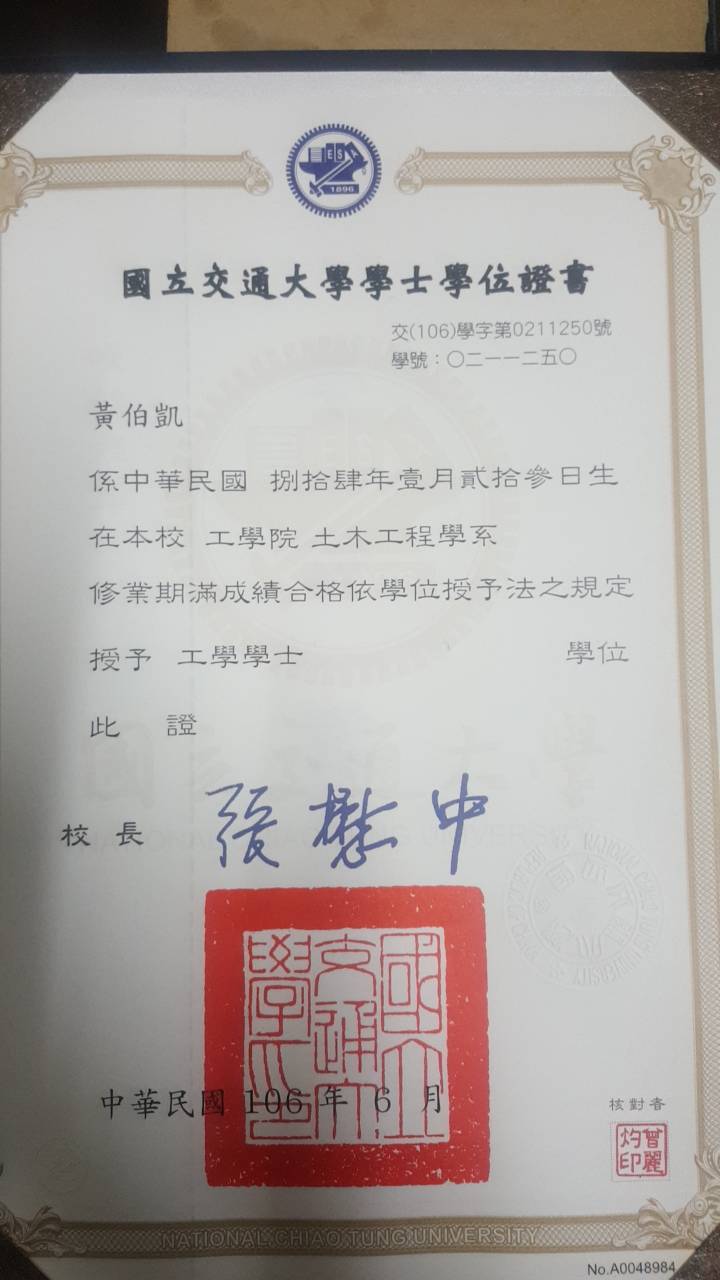 ESA
1896
國立交通大學學士學位證書
交(106)學字第0211250號
學號：〇二一一二五〇
黃伯凱
係中華民國 捌拾肆年壹月貳拾參日生
在本校 工學院 土木工程學系
修業期滿成績合格依學位授予法之規定
授予 工學學士 學位
此 證
校 長 張懋中
國立交通大學印
中華民國 106 年 6 月
核對者
曾麗灼印
NATIONAL CHIAO TUNG UNIVERSITY
No.A0048984